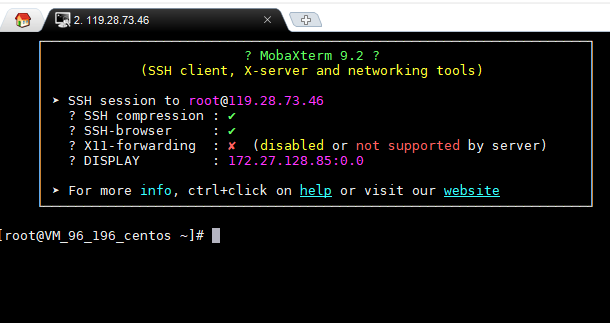 2. 119.28.73.46
? MobaXterm 9.2 ?
(SSH client, X-server and networking tools)
➤ SSH session to root@119.28.73.46
? SSH compression : ✔
? SSH-browser : ✔
? X11-forwarding : ✘ (disabled or not supported by server)
? DISPLAY : 172.27.128.85:0.0
➤ For more info, ctrl+click on help or visit our website
[root@VM_96_196_centos ~]#